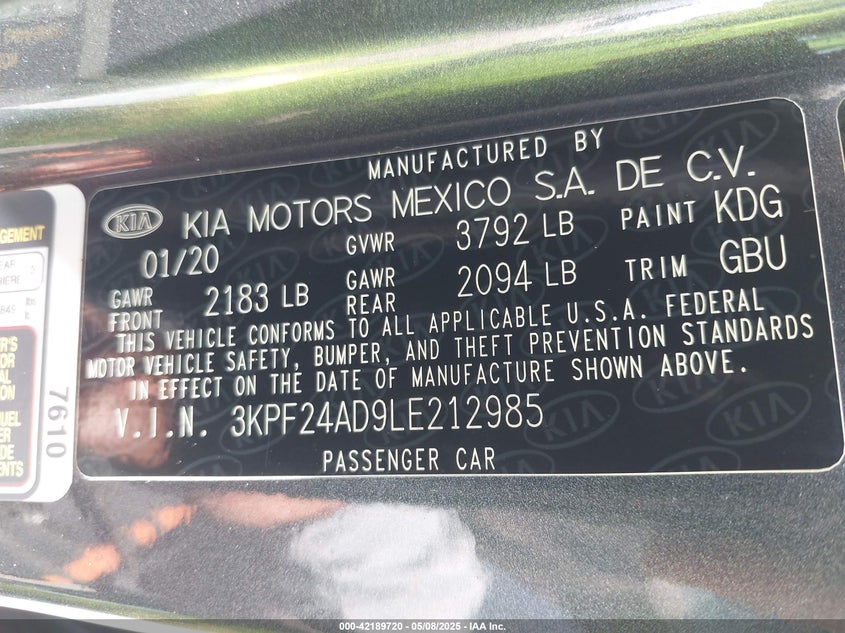 MANUFACTURED BY
KIA KIA MOTORS MEXICO S.A. DE C.V.
01/20 GVWR 3792 LB PAINT KDG
GAWR FRONT 2183 LB GAWR REAR 2094 LB TRIM GBU
THIS VEHICLE CONFORMS TO ALL APPLICABLE U.S.A. FEDERAL
MOTOR VEHICLE SAFETY, BUMPER, AND THEFT PREVENTION STANDARDS
IN EFFECT ON THE DATE OF MANUFACTURE SHOWN ABOVE.
V.I.N. 3KPF24AD9LE212985
PASSENGER CAR
7610
000-42189720 - 05/08/2025 - IAA Inc.